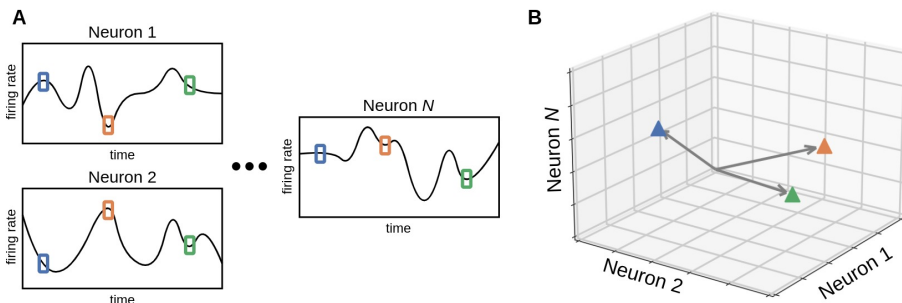 A
Neuron 1
firing rate
time
Neuron 2
firing rate
time
Neuron N
firing rate
time
B
Neuron N
Neuron 2
Neuron 1